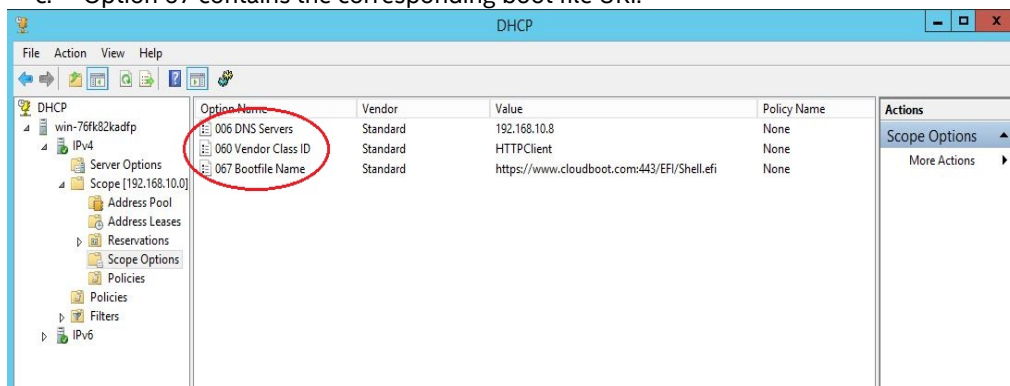 c. Option 67 contains the corresponding boot file URI.
DHCP
File Action View Help
DHCP
win-76fk82kadfp
IPv4
Server Options
Scope [192.168.10.0]
Address Pool
Address Leases
Reservations
Scope Options
Policies
Policies
Filters
IPv6
Option Name Vendor Value Policy Name
006 DNS Servers Standard 192.168.10.8 None
060 Vendor Class ID Standard HTTPClient None
067 Bootfile Name Standard https://www.cloudboot.com:443/EFI/Shell.efi None
Actions
Scope Options
More Actions